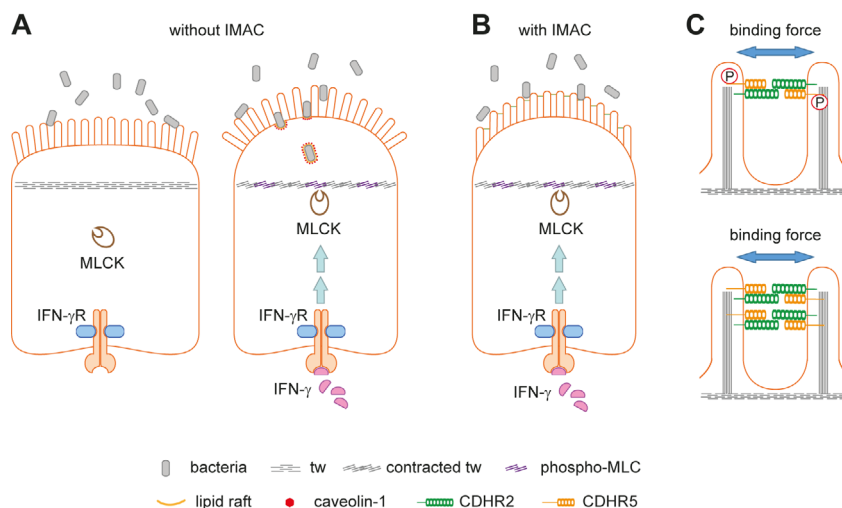 A
without IMAC
B
with IMAC
C
binding force
P
P
MLCK
MLCK
MLCK
binding force
IFN-γR
IFN-γR
IFN-γR
IFN-γ
IFN-γ
bacteria
tw
contracted tw
phospho-MLC
lipid raft
caveolin-1
CDHR2
CDHR5